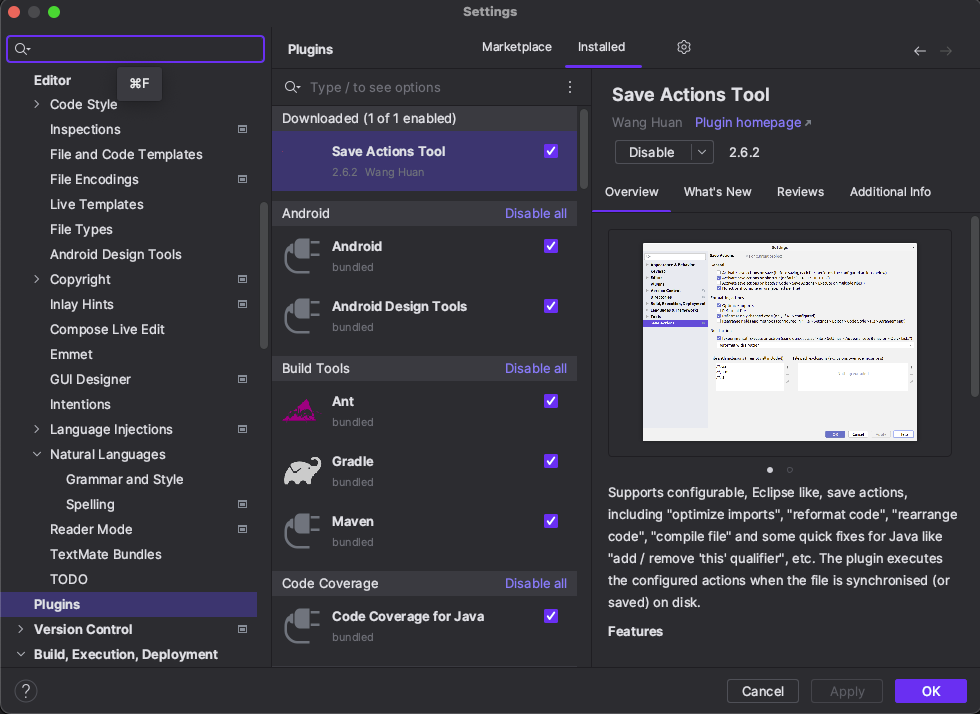 Settings
⌘F
Editor
Code Style
Inspections
File and Code Templates
File Encodings
Live Templates
File Types
Android Design Tools
Copyright
Inlay Hints
Compose Live Edit
Emmet
GUI Designer
Intentions
Language Injections
Natural Languages
Grammar and Style
Spelling
Reader Mode
TextMate Bundles
TODO
Plugins
Version Control
Build, Execution, Deployment
?
Plugins
Marketplace
Installed
Type / to see options
Downloaded (1 of 1 enabled)
Save Actions Tool
2.6.2 Wang Huan
Android Disable all
Android
bundled
Android Design Tools
bundled
Build Tools Disable all
Ant
bundled
Gradle
bundled
Maven
bundled
Code Coverage Disable all
Code Coverage for Java
bundled
Save Actions Tool
Wang Huan Plugin homepage ↗
Disable 2.6.2
Overview What's New Reviews Additional Info
Settings
Save Actions
Cancel
Supports configurable, Eclipse like, save actions,
including "optimize imports", "reformat code", "rearrange
code", "compile file" and some quick fixes for Java like
"add / remove 'this' qualifier", etc. The plugin executes
the configured actions when the file is synchronised (or
saved) on disk.
Features
Cancel Apply OK